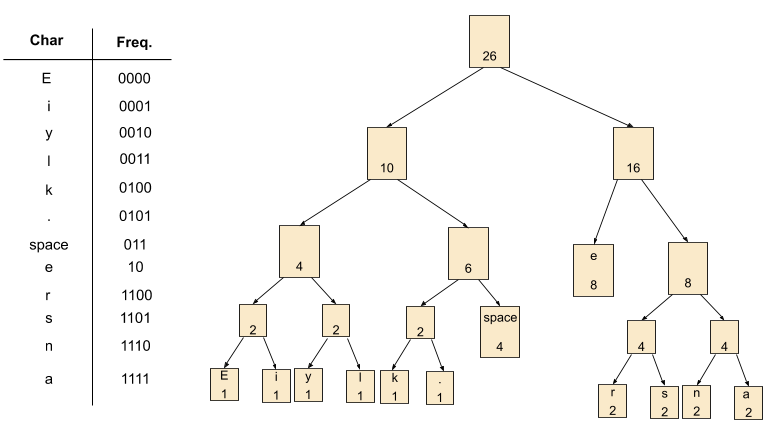 Char Freq.
E 0000
i 0001
y 0010
l 0011
k 0100
. 0101
space 011
e 10
r 1100
s 1101
n 1110
a 1111
26
10
16
4
6
e
8
8
2
2
2
space
4
4
4
E
1
i
1
y
1
l
1
k
1
.
1
r
2
s
2
n
2
a
2